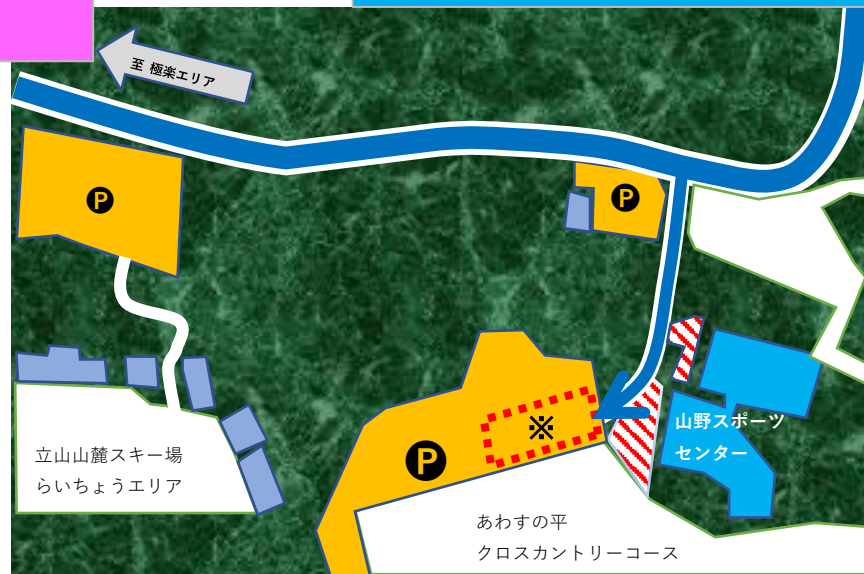 至 極楽エリア
P
P
※
P
山野スポーツ
センター
立山山麓スキー場
らいちょうエリア
あわすの平
クロスカントリーコース